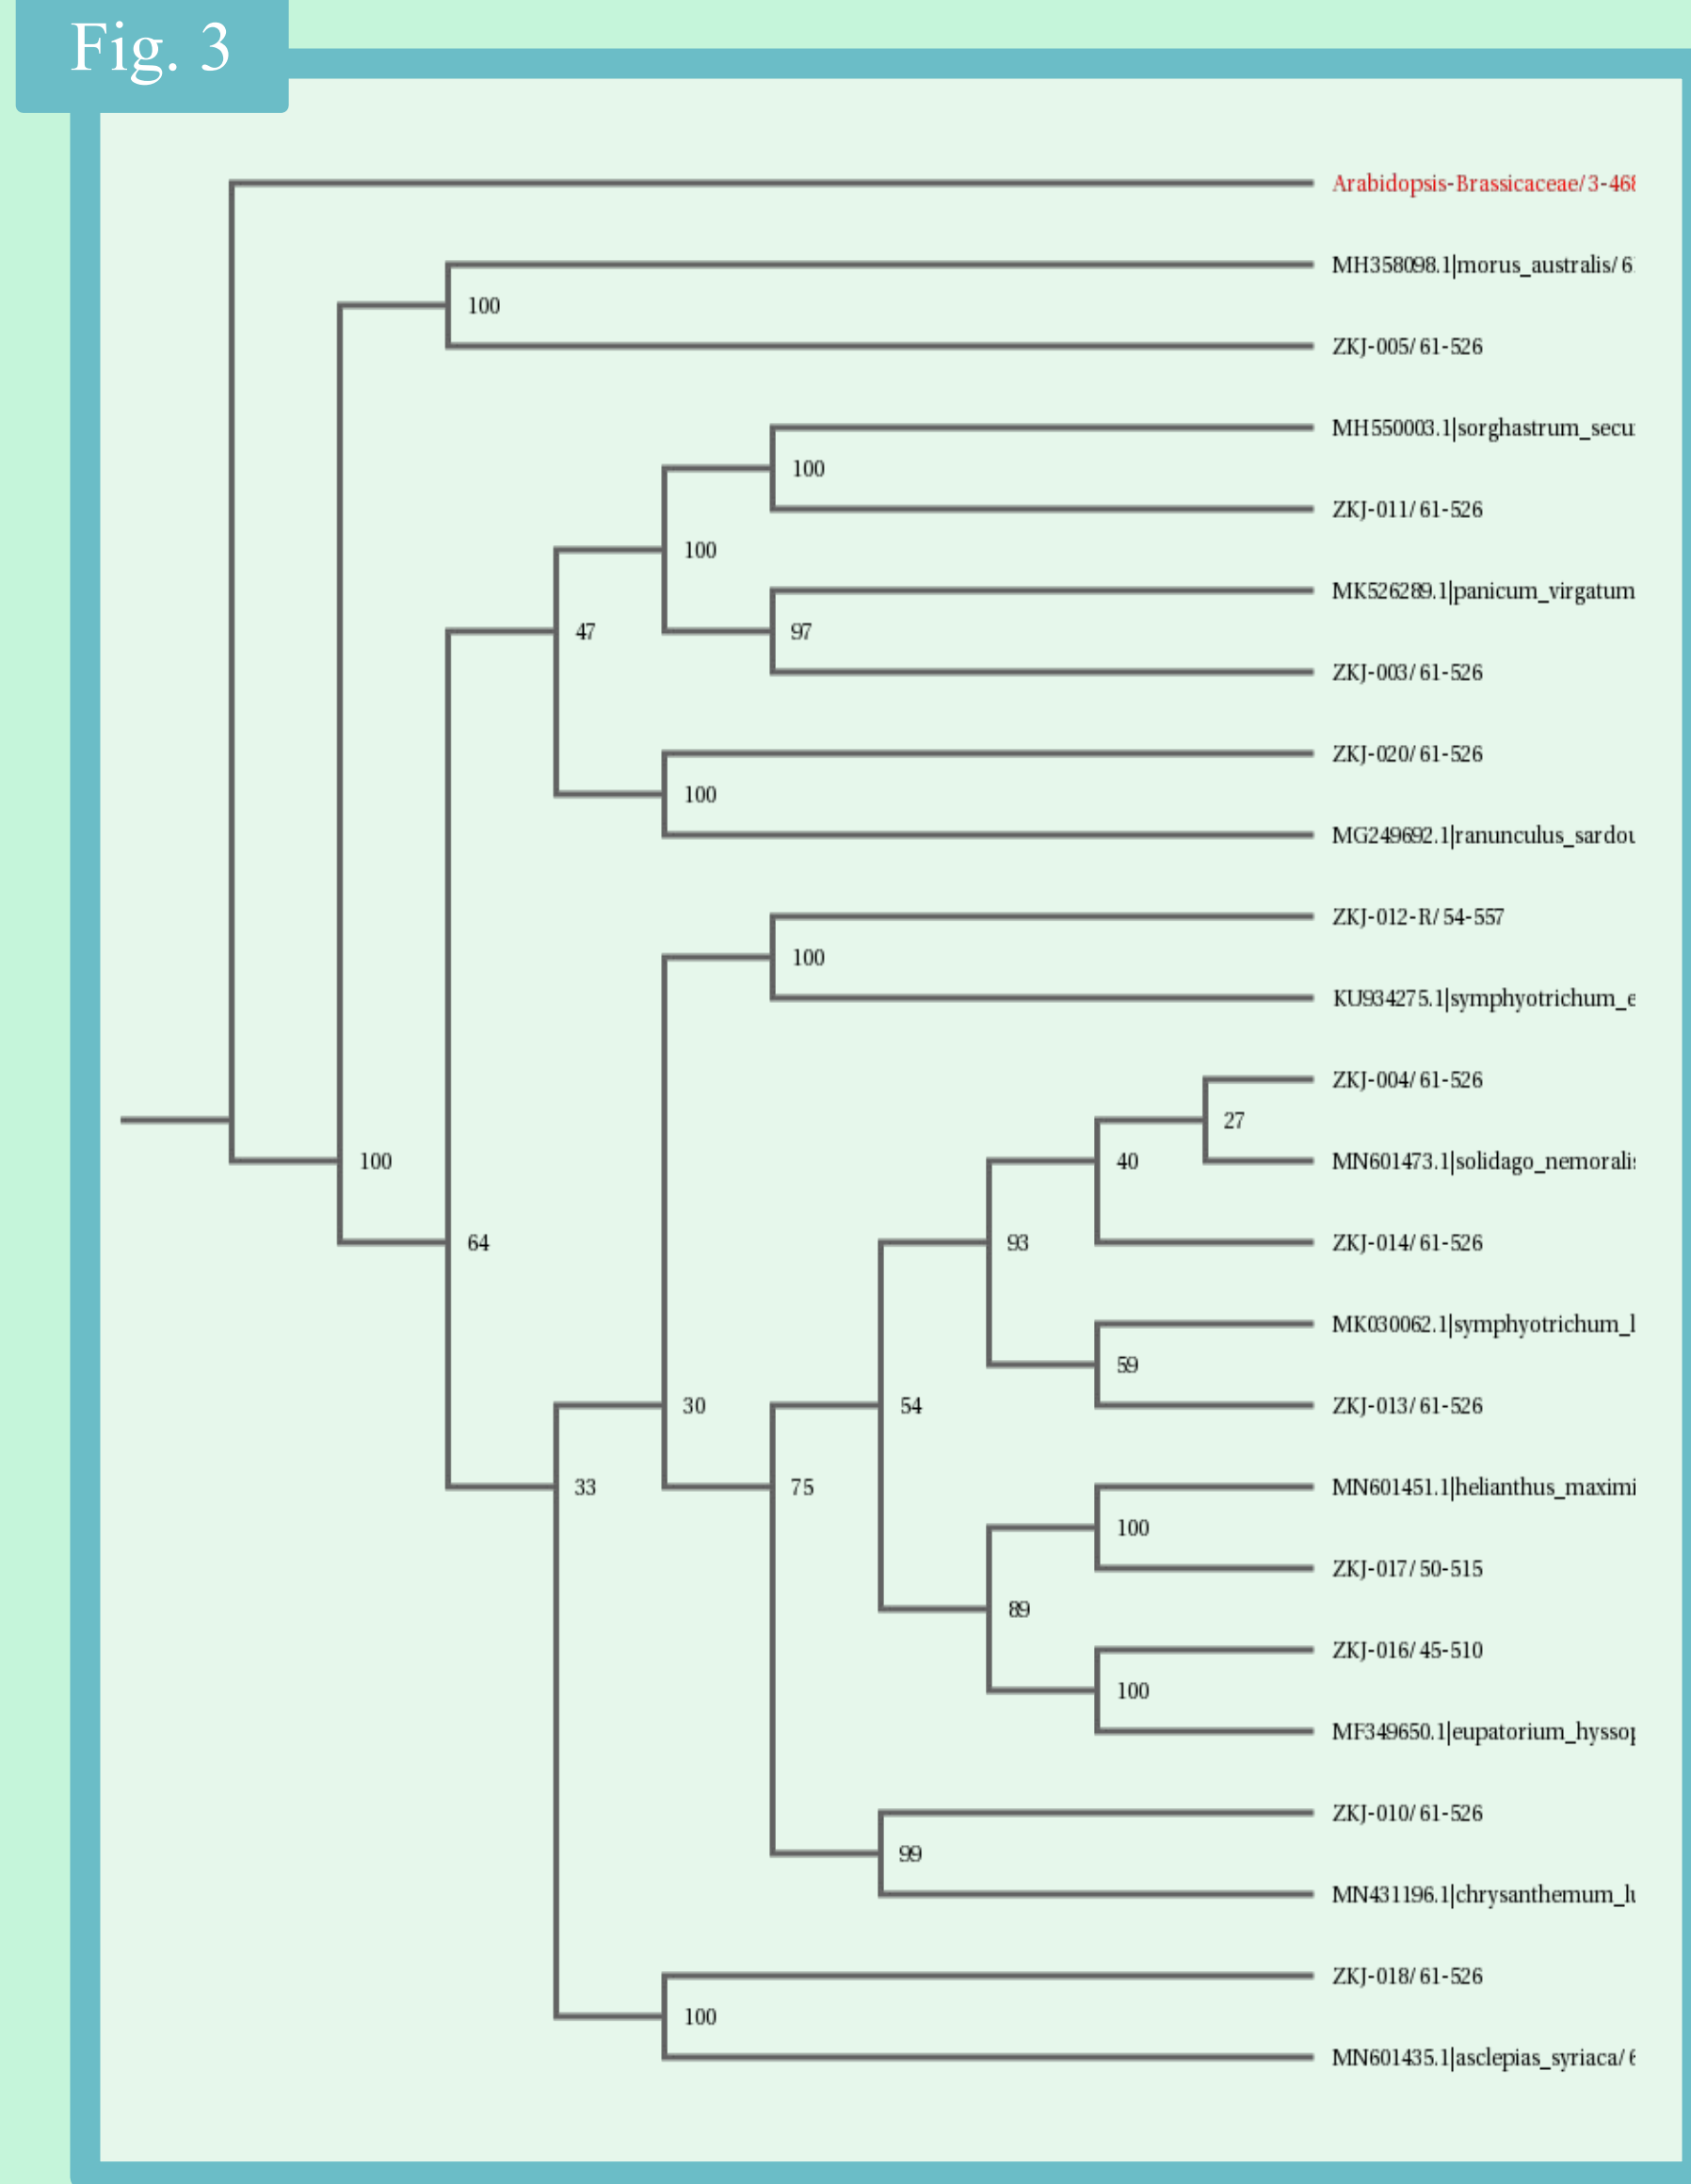 Fig. 3
Arabidopsis-Brassicaceae/3-468
MH358098.1|morus_australis/6
100
ZKJ-005/61-526
MH550003.1|sorghastrum_secu
100
ZKJ-011/61-526
100
MK526289.1|panicum_virgatum
47
97
ZKJ-003/61-526
ZKJ-020/61-526
100
MG249692.1|ranunculus_sardou
ZKJ-012-R/54-557
100
KU934275.1|symphyotrichum_e
ZKJ-004/61-526
27
100
40
MN601473.1|solidago_nemoralis
64
93
ZKJ-014/61-526
MK030062.1|symphyotrichum_l
59
30
54
ZKJ-013/61-526
33
75
MN601451.1|helianthus_maximi
100
ZKJ-017/50-515
89
ZKJ-016/45-510
100
MF349650.1|eupatorium_hyssop
ZKJ-010/61-526
99
MN431196.1|chrysanthemum_lu
ZKJ-018/61-526
100
MN601435.1|asclepias_syriaca/6